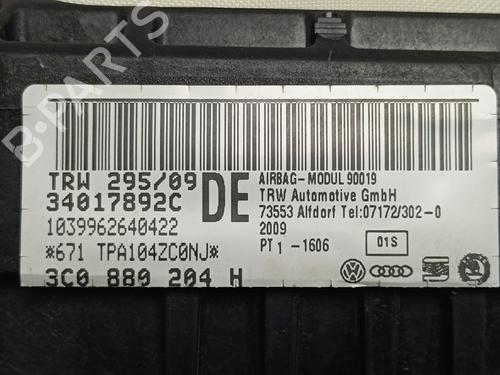 B-PARTS
TRW 295/09
34017892C
DE
1039962640422
*671 TPA104ZC0NJ*
3C0 880 204 H
AIRBAG-MODUL 90019
TRW Automotive GmbH
73553 Alfdorf Tel:07172/302-0
2009
PT 1 -1606
01S